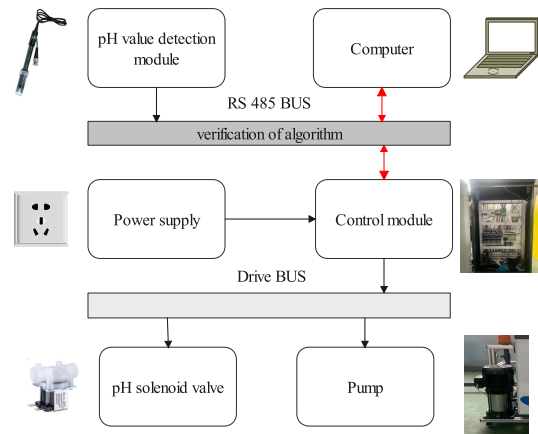 pH value detection
module
Computer
RS 485 BUS
verification of algorithm
Power supply
Control module
Drive BUS
pH solenoid valve
Pump